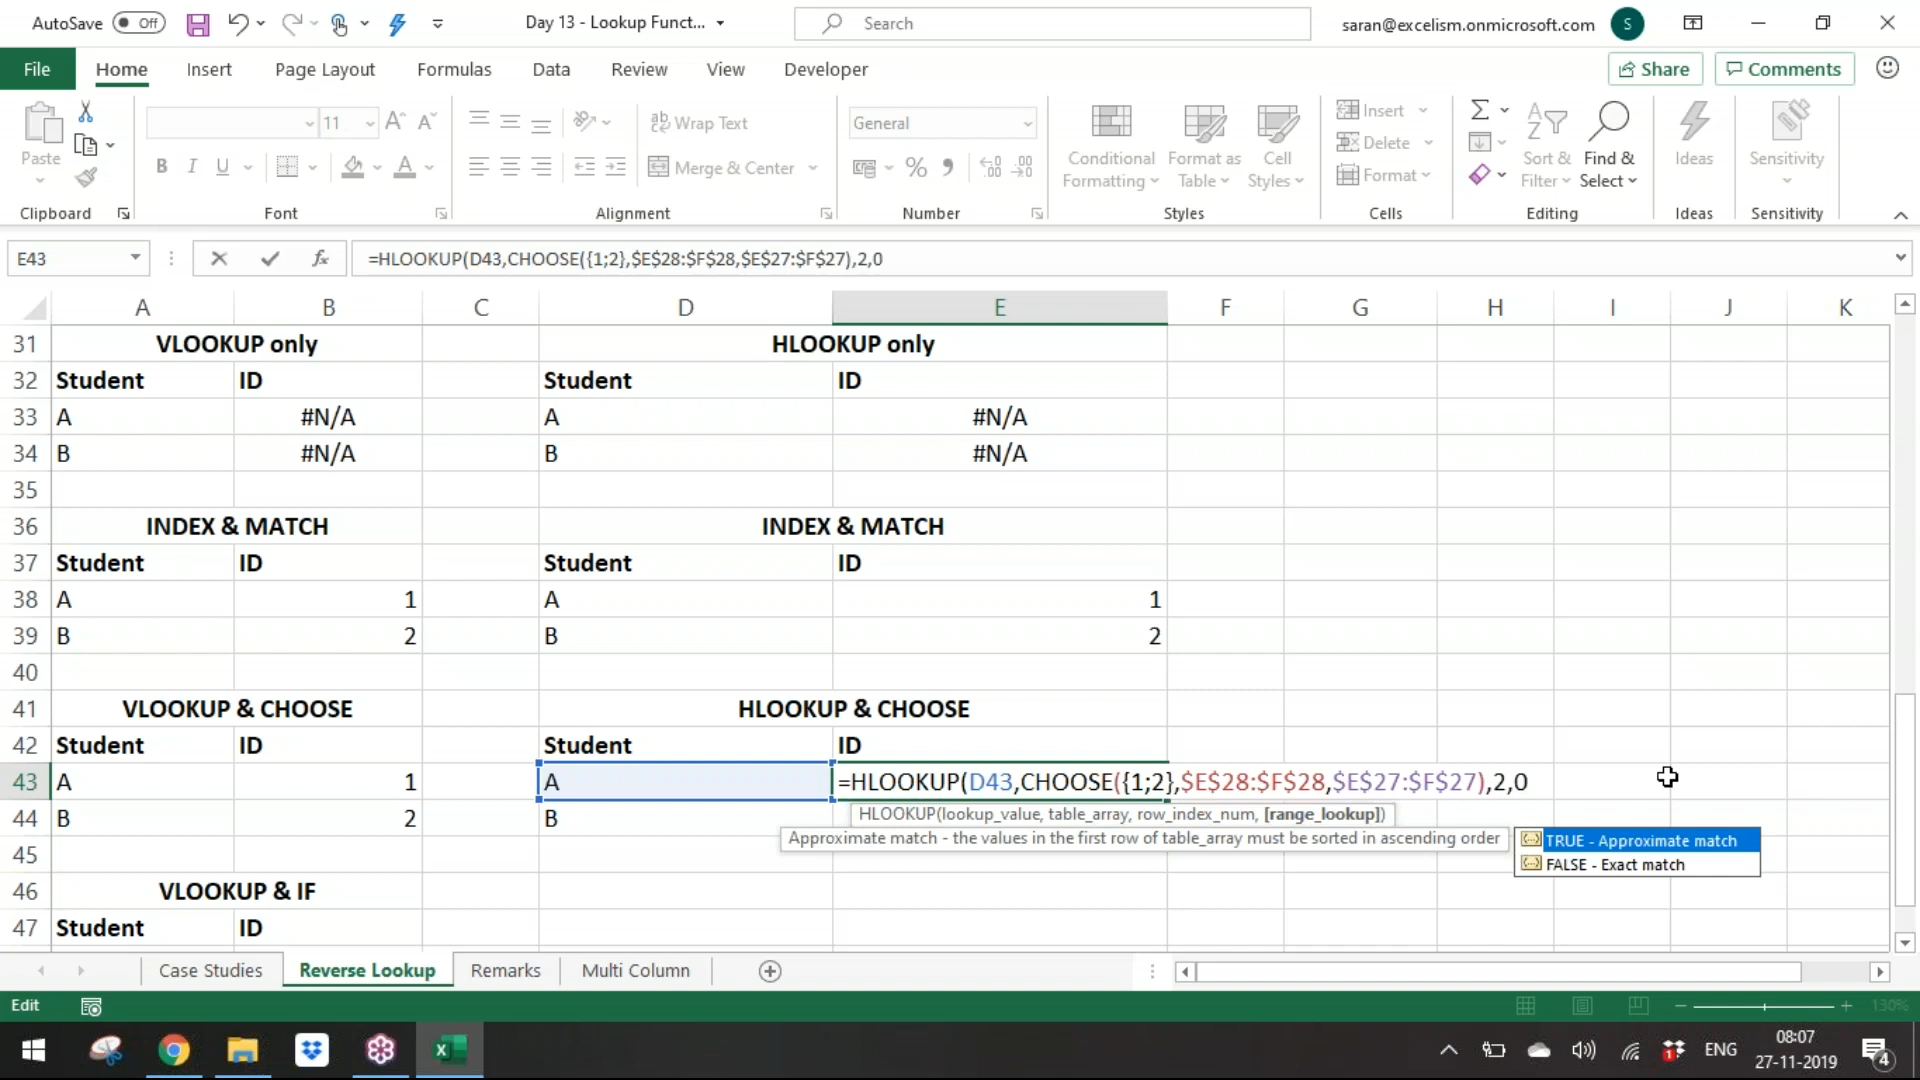 AutoSave Off Day 13 - Lookup Funct... Search saran@excelism.onmicrosoft.com S
File Home Insert Page Layout Formulas Data Review View Developer Share Comments
Paste 11 A A ab Wrap Text General Conditional Formatting Format as Table Cell Styles Insert Delete Format Sort & Filter Find & Select Ideas Sensitivity
B I U A Merge & Center %
Clipboard Font Alignment Number Styles Cells Editing Ideas Sensitivity
E43 fx =HLOOKUP(D43,CHOOSE({1;2},$E$28:$F$28,$E$27:$F$27),2,0
A B C D E F G H I J K
31 VLOOKUP only HLOOKUP only
32 Student ID Student ID
33 A #N/A A #N/A
34 B #N/A B #N/A
35
36 INDEX & MATCH INDEX & MATCH
37 Student ID Student ID
38 A 1 A 1
39 B 2 B 2
40
41 VLOOKUP & CHOOSE HLOOKUP & CHOOSE
42 Student ID Student ID
43 A 1 A =HLOOKUP(D43,CHOOSE({1;2},$E$28:$F$28,$E$27:$F$27),2,0
HLOOKUP(lookup_value, table_array, row_index_num, [range_lookup])
44 B 2 B
Approximate match - the values in the first row of table_array must be sorted in ascending order
TRUE - Approximate match
FALSE - Exact match
45
46 VLOOKUP & IF
47 Student ID
Case Studies Reverse Lookup Remarks Multi Column
Edit 130%
ENG 08:07
27-11-2019 4